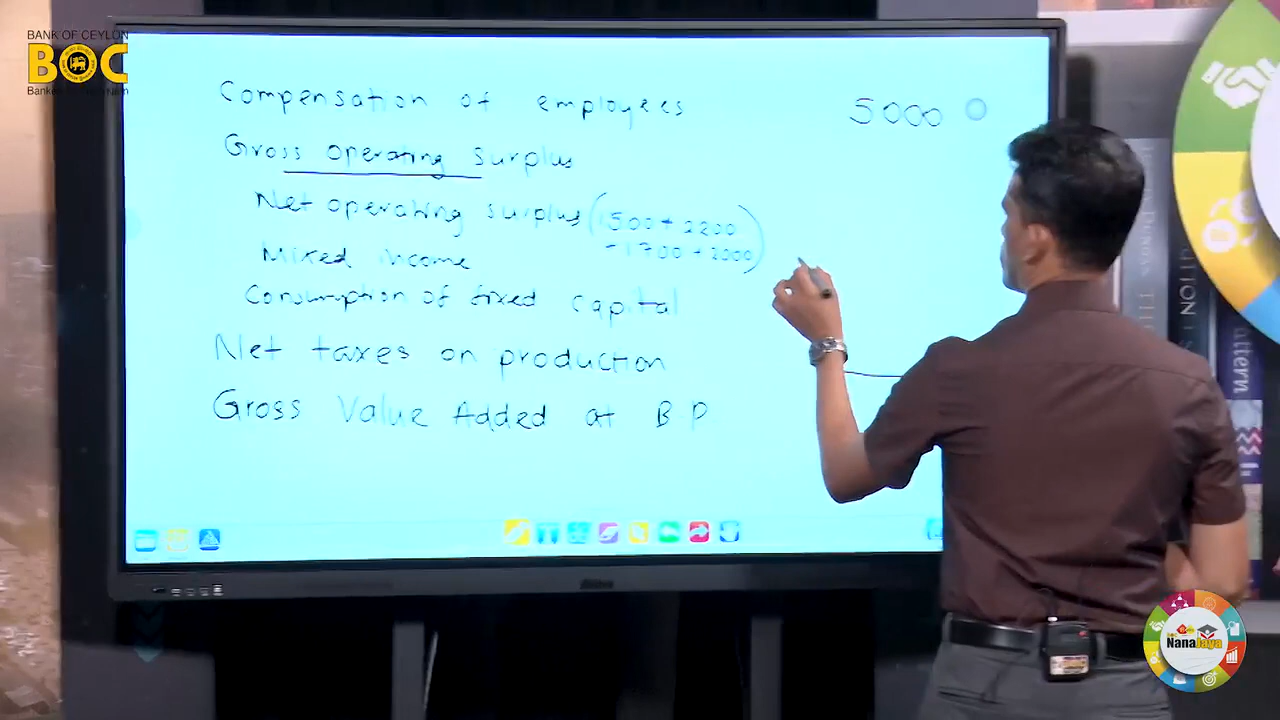 BANK OF CEYLON
BOC
Compensation of employees 5000
Gross operating surplus
Net operating surplus (1500 + 2200
- 1700 + 2000)
Mixed income
Consumption of fixed capital
Net taxes on production
Gross Value Added at B.P
NanaJaya